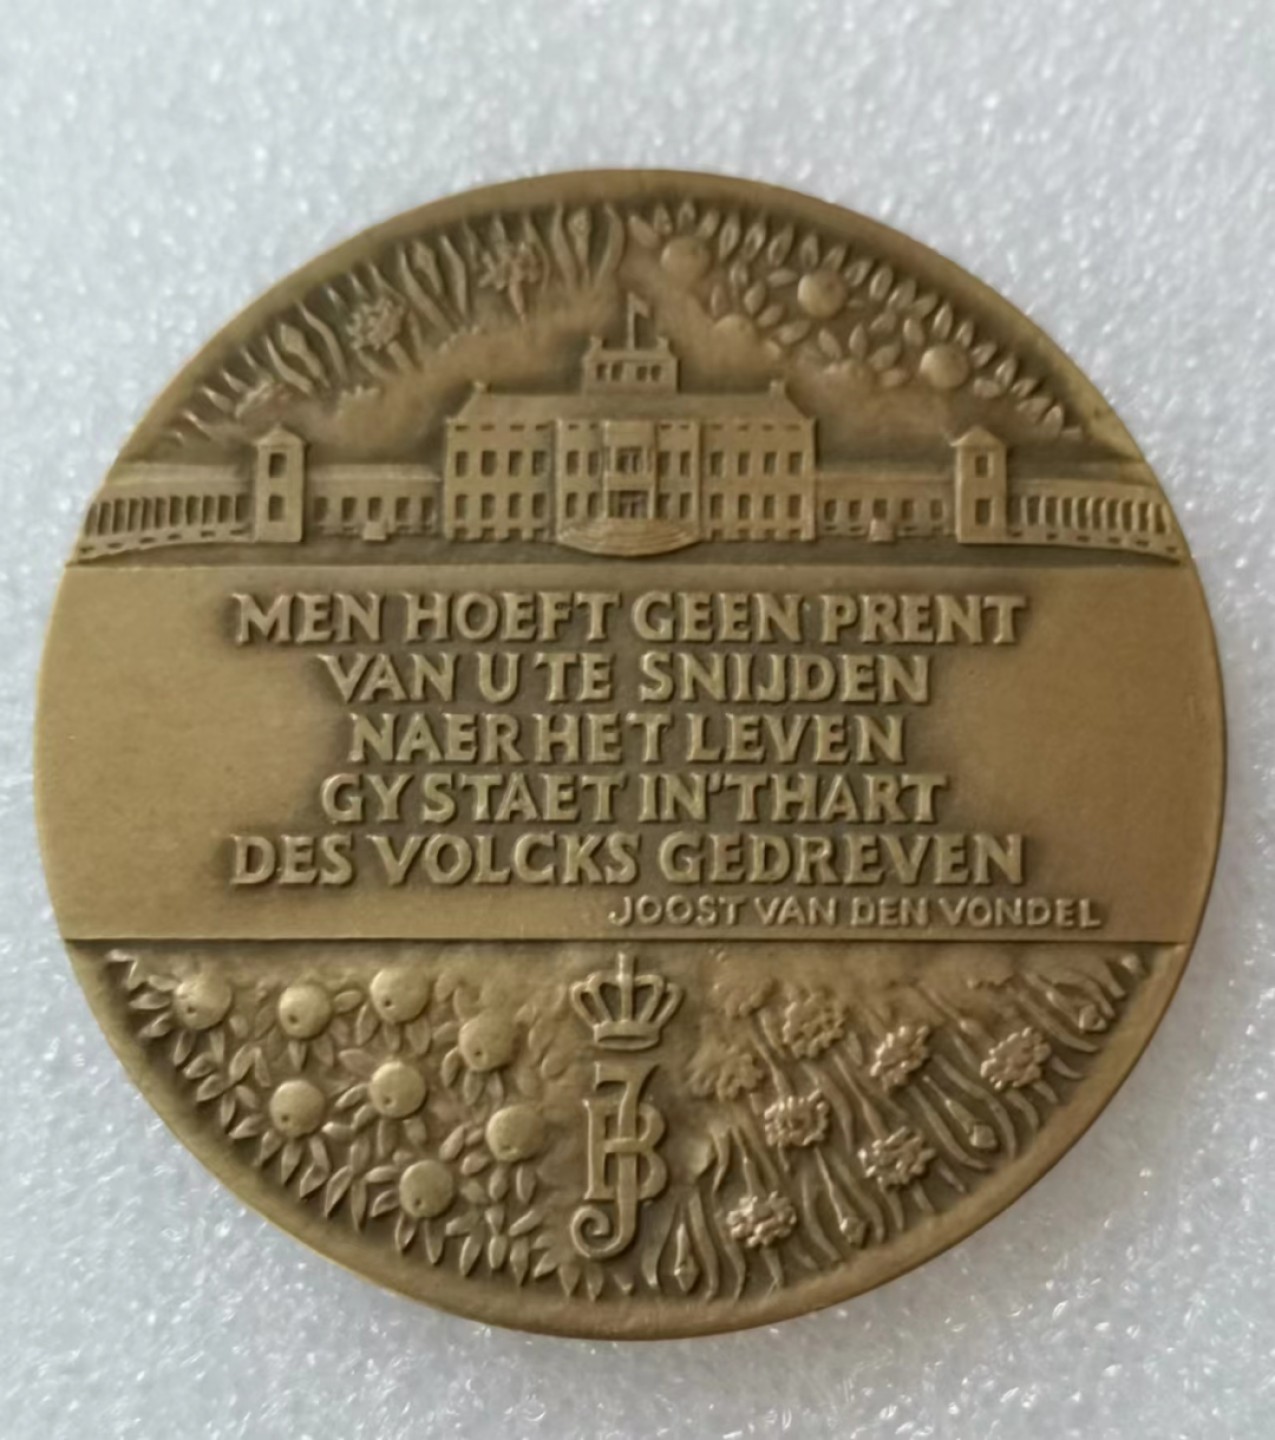 MEN HOEFT GEEN PRENT
VAN U TE SNIJDEN
NAER HET LEVEN
GY STAET IN 'T HART
DES VOLCKS GEDREVEN
JOOST VAN DEN VONDEL
JB